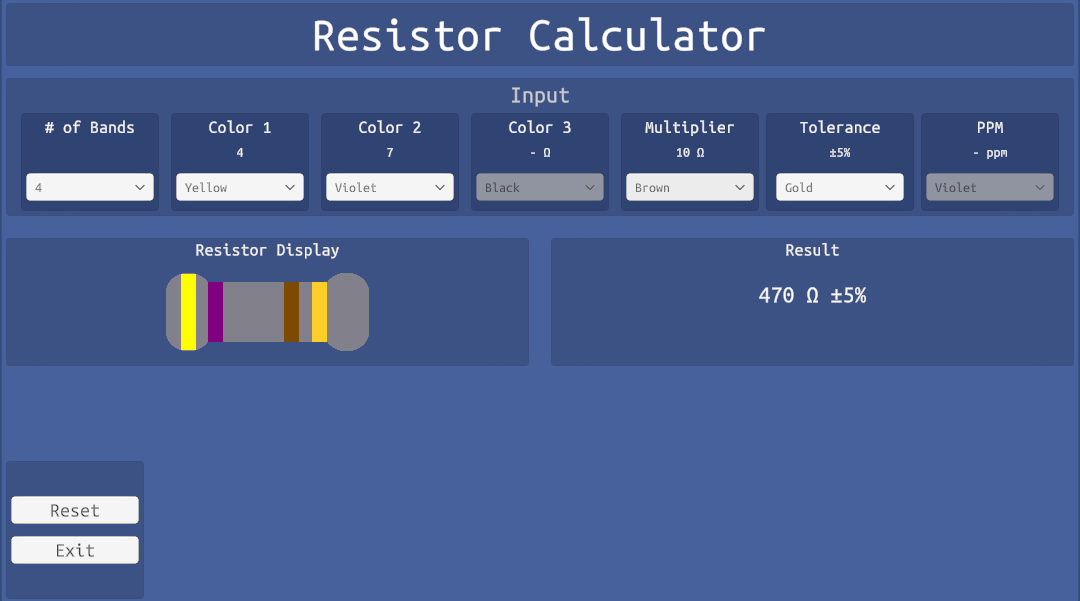 Resistor Calculator
Input
# of Bands Color 1 Color 2 Color 3 Multiplier Tolerance PPM
4 7 - Ω 10 Ω ±5% - ppm
4 Yellow Violet Black Brown Gold Violet
Resistor Display Result
470 Ω ±5%
Reset
Exit